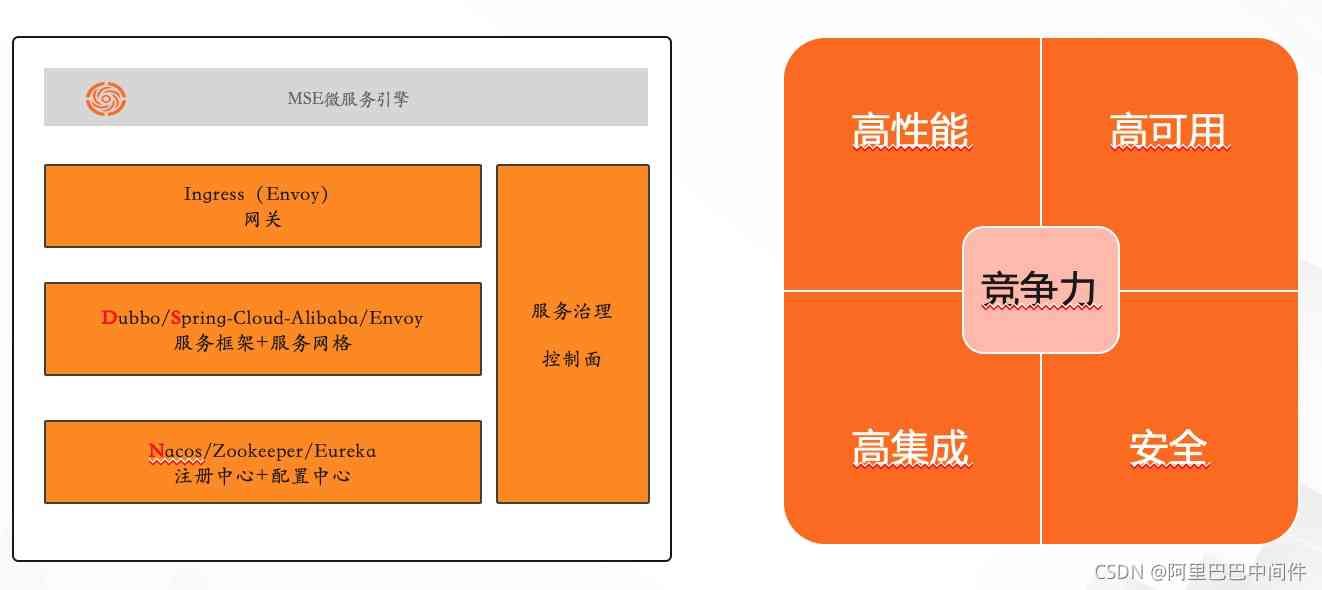 MSE微服务引擎
Ingress（Envoy）
网关
Dubbo/Spring-Cloud-Alibaba/Envoy
服务框架+服务网格
Nacos/Zookeeper/Eureka
注册中心+配置中心
服务治理
控制面
高性能
高可用
竞争力
高集成
安全
CSDN @阿里巴巴中间件